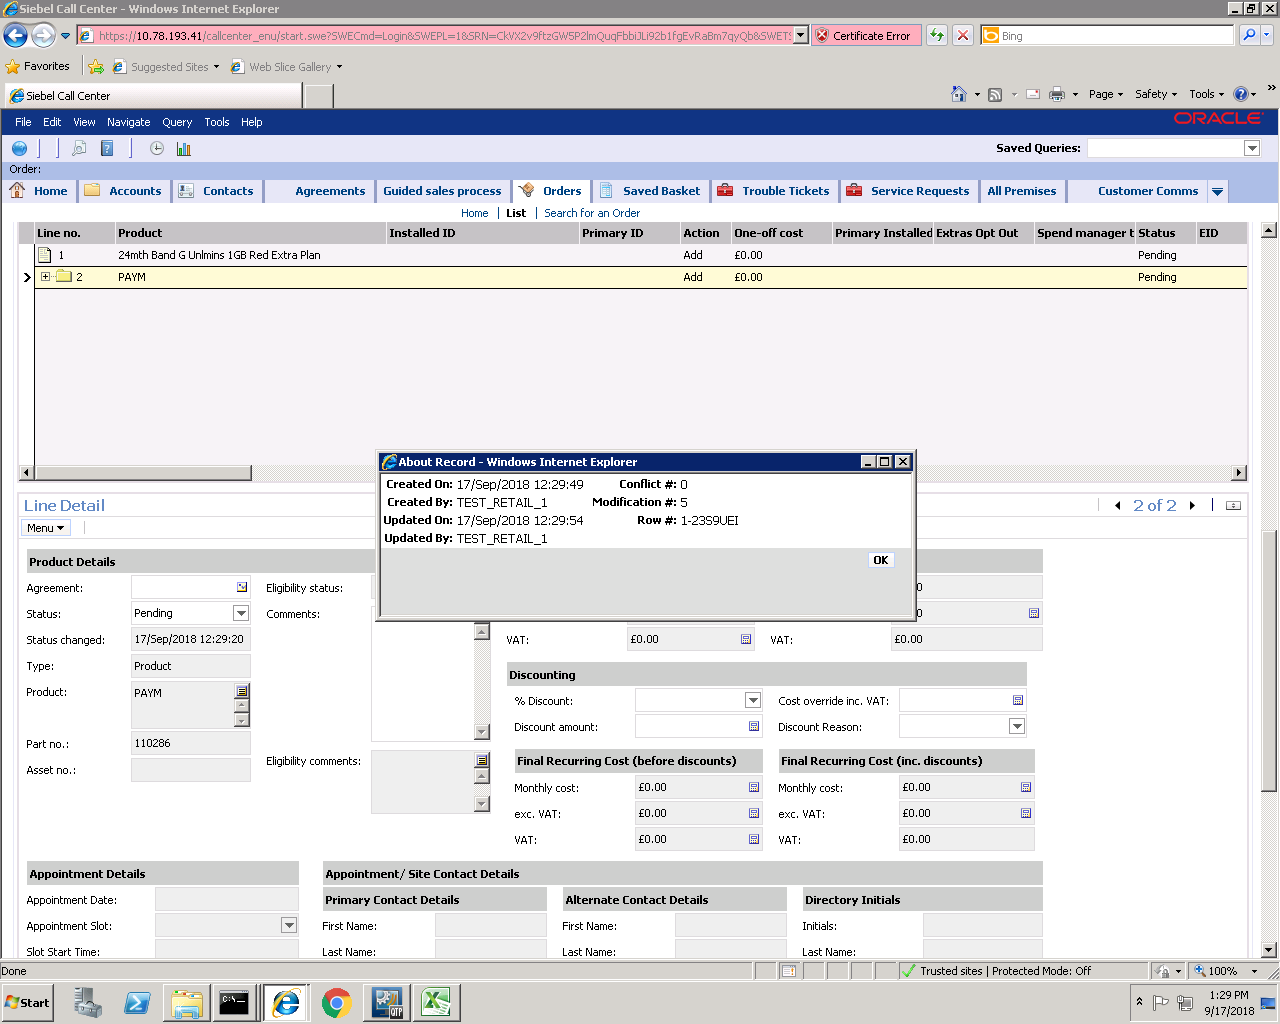 Siebel Call Center - Windows Internet Explorer
https://10.78.193.41/callcenter_enu/start.swe?SWECmd=Login&SWEPL=1&SRN= Certificate Error Bing
Favorites Suggested Sites Web Slice Gallery
Siebel Call Center Page Safety Tools »
File Edit View Navigate Query Tools Help ORACLE
Saved Queries:
Order:
Home Accounts Contacts Agreements Guided sales process Orders Saved Basket Trouble Tickets Service Requests All Premises Customer Comms
Home | List | Search for an Order
Line no. Product Installed ID Primary ID Action One-off cost Primary Installed Extras Opt Out Spend manager t Status EID
1 24mth Band G Unlmins 1GB Red Extra Plan Add £0.00 Pending
2 PAYM Add £0.00 Pending
About Record - Windows Internet Explorer
Created On: 17/Sep/2018 12:29:49 Conflict #: 0
Created By: TEST_RETAIL_1 Modification #: 5
Updated On: 17/Sep/2018 12:29:54 Row #: 1-23S9UEI
Updated By: TEST_RETAIL_1
OK
Line Detail 2 of 2
Menu
Product Details
Agreement: Eligibility status: 0
Status: Pending Comments: 0
Status changed: 17/Sep/2018 12:29:20 VAT: £0.00 VAT: £0.00
Type: Product
Discounting
Product: PAYM % Discount: Cost override inc. VAT:
Discount amount: Discount Reason:
Part no.: 110286
Asset no.: Eligibility comments: Final Recurring Cost (before discounts) Final Recurring Cost (inc. discounts)
Monthly cost: £0.00 Monthly cost: £0.00
exc. VAT: £0.00 exc. VAT: £0.00
VAT: £0.00 VAT: £0.00
Appointment Details Appointment/ Site Contact Details
Appointment Date: Primary Contact Details Alternate Contact Details Directory Initials
Appointment Slot: First Name: First Name: Initials:
Slot Start Time: Last Name: Last Name: Last Name:
Done Trusted sites | Protected Mode: Off 100%
Start C:\ QTP 1:29 PM
9/17/2018